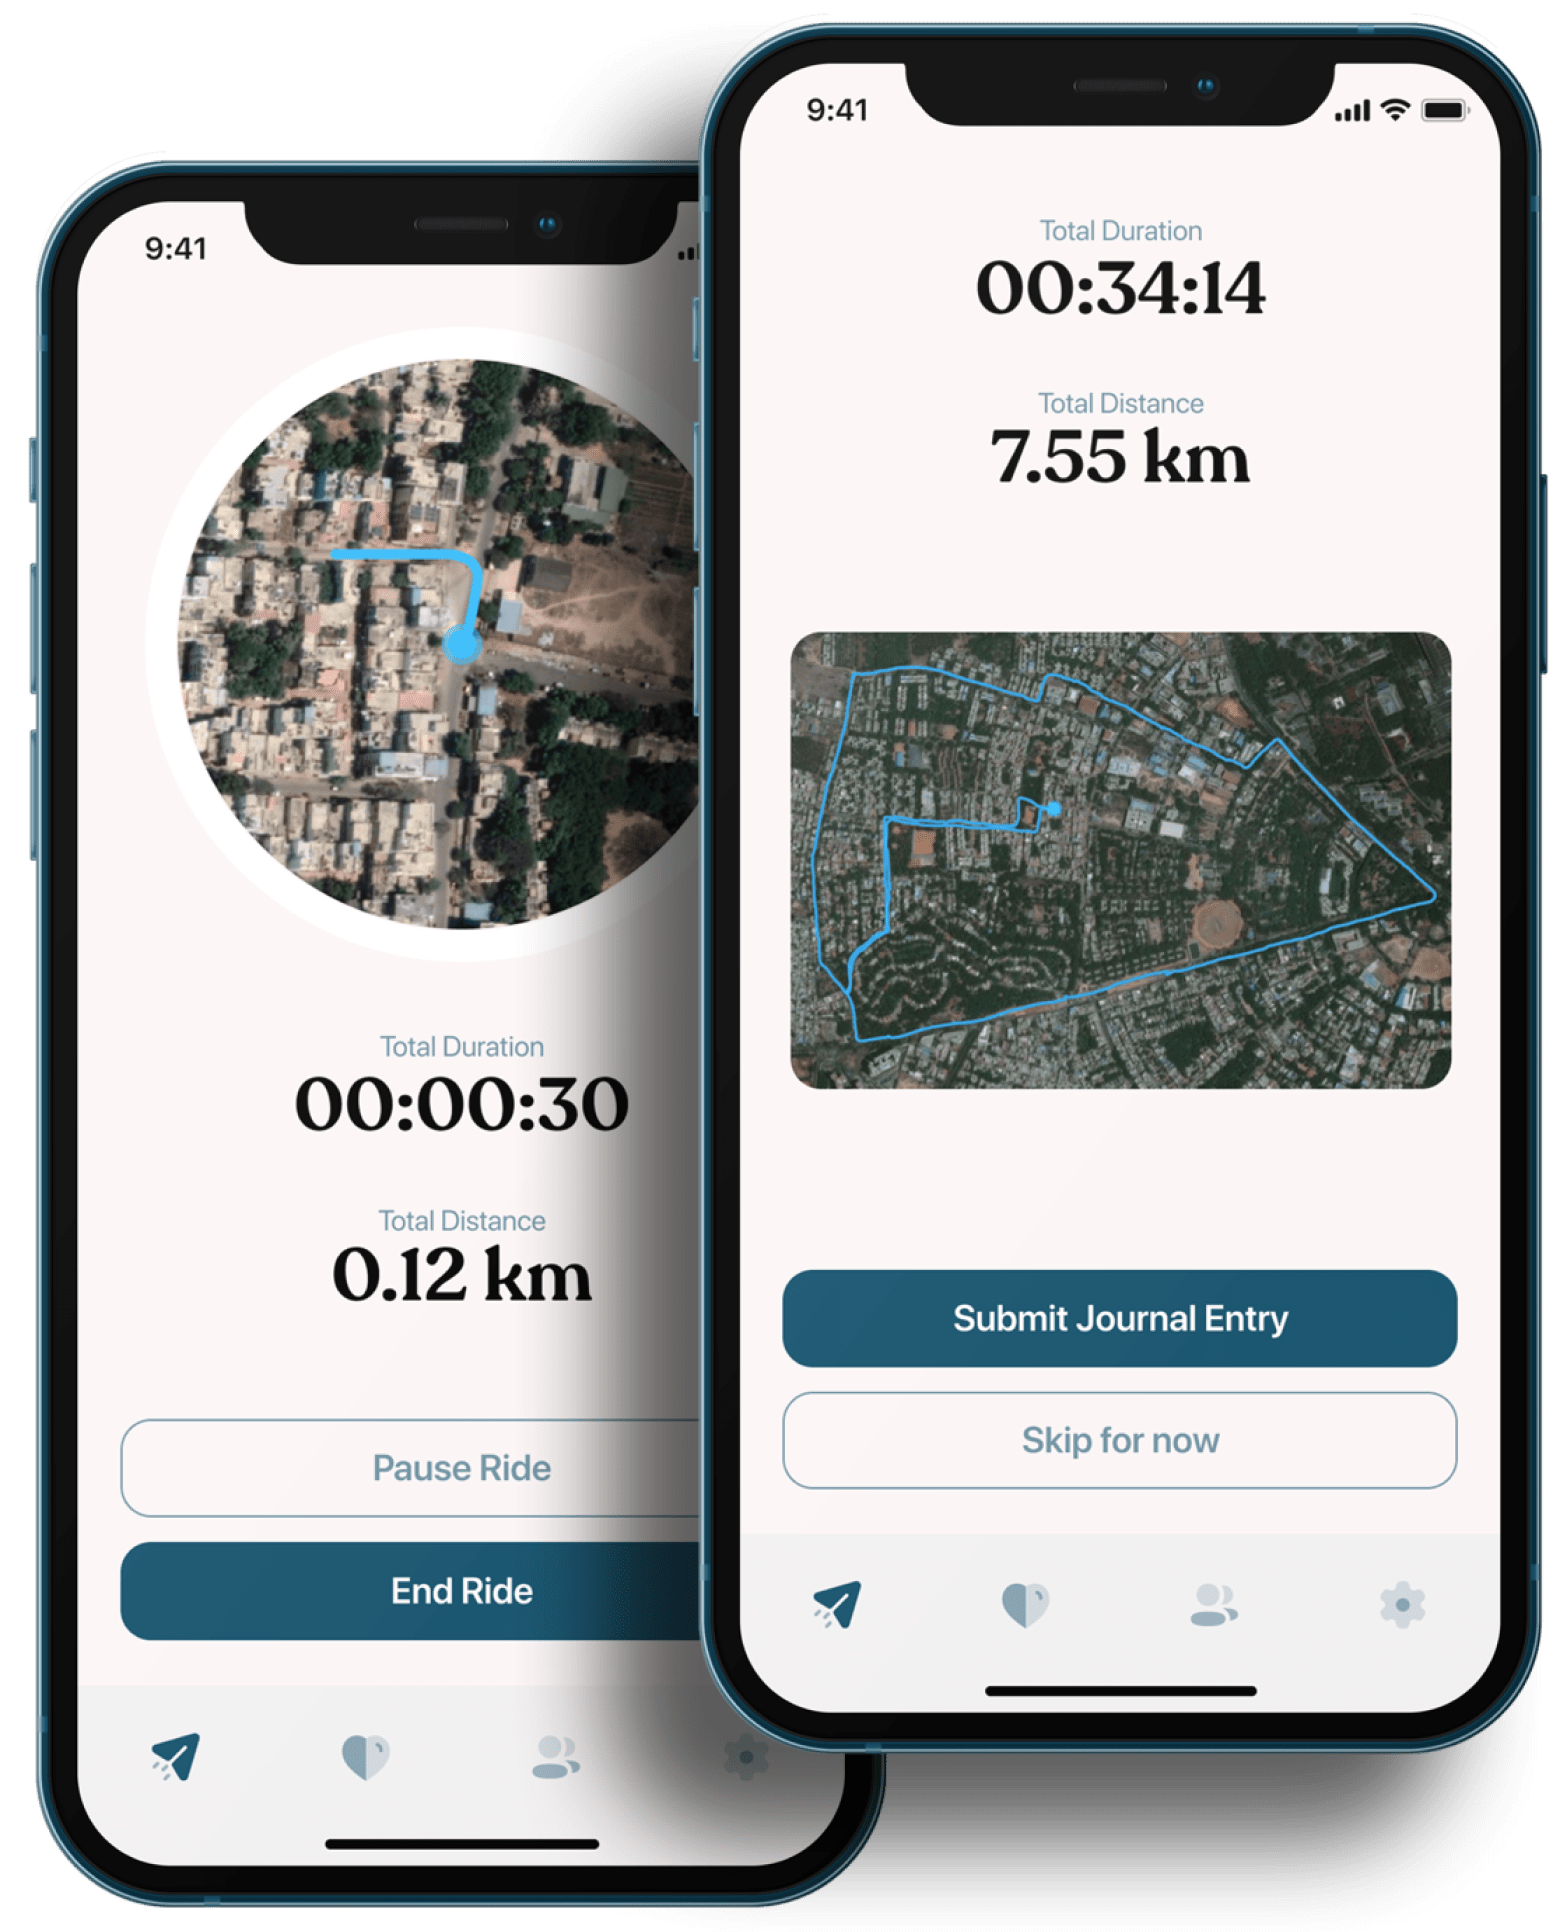 9:41
Total Duration
00:00:30
Total Distance
0.12 km
Pause Ride
End Ride
9:41
Total Duration
00:34:14
Total Distance
7.55 km
Submit Journal Entry
Skip for now